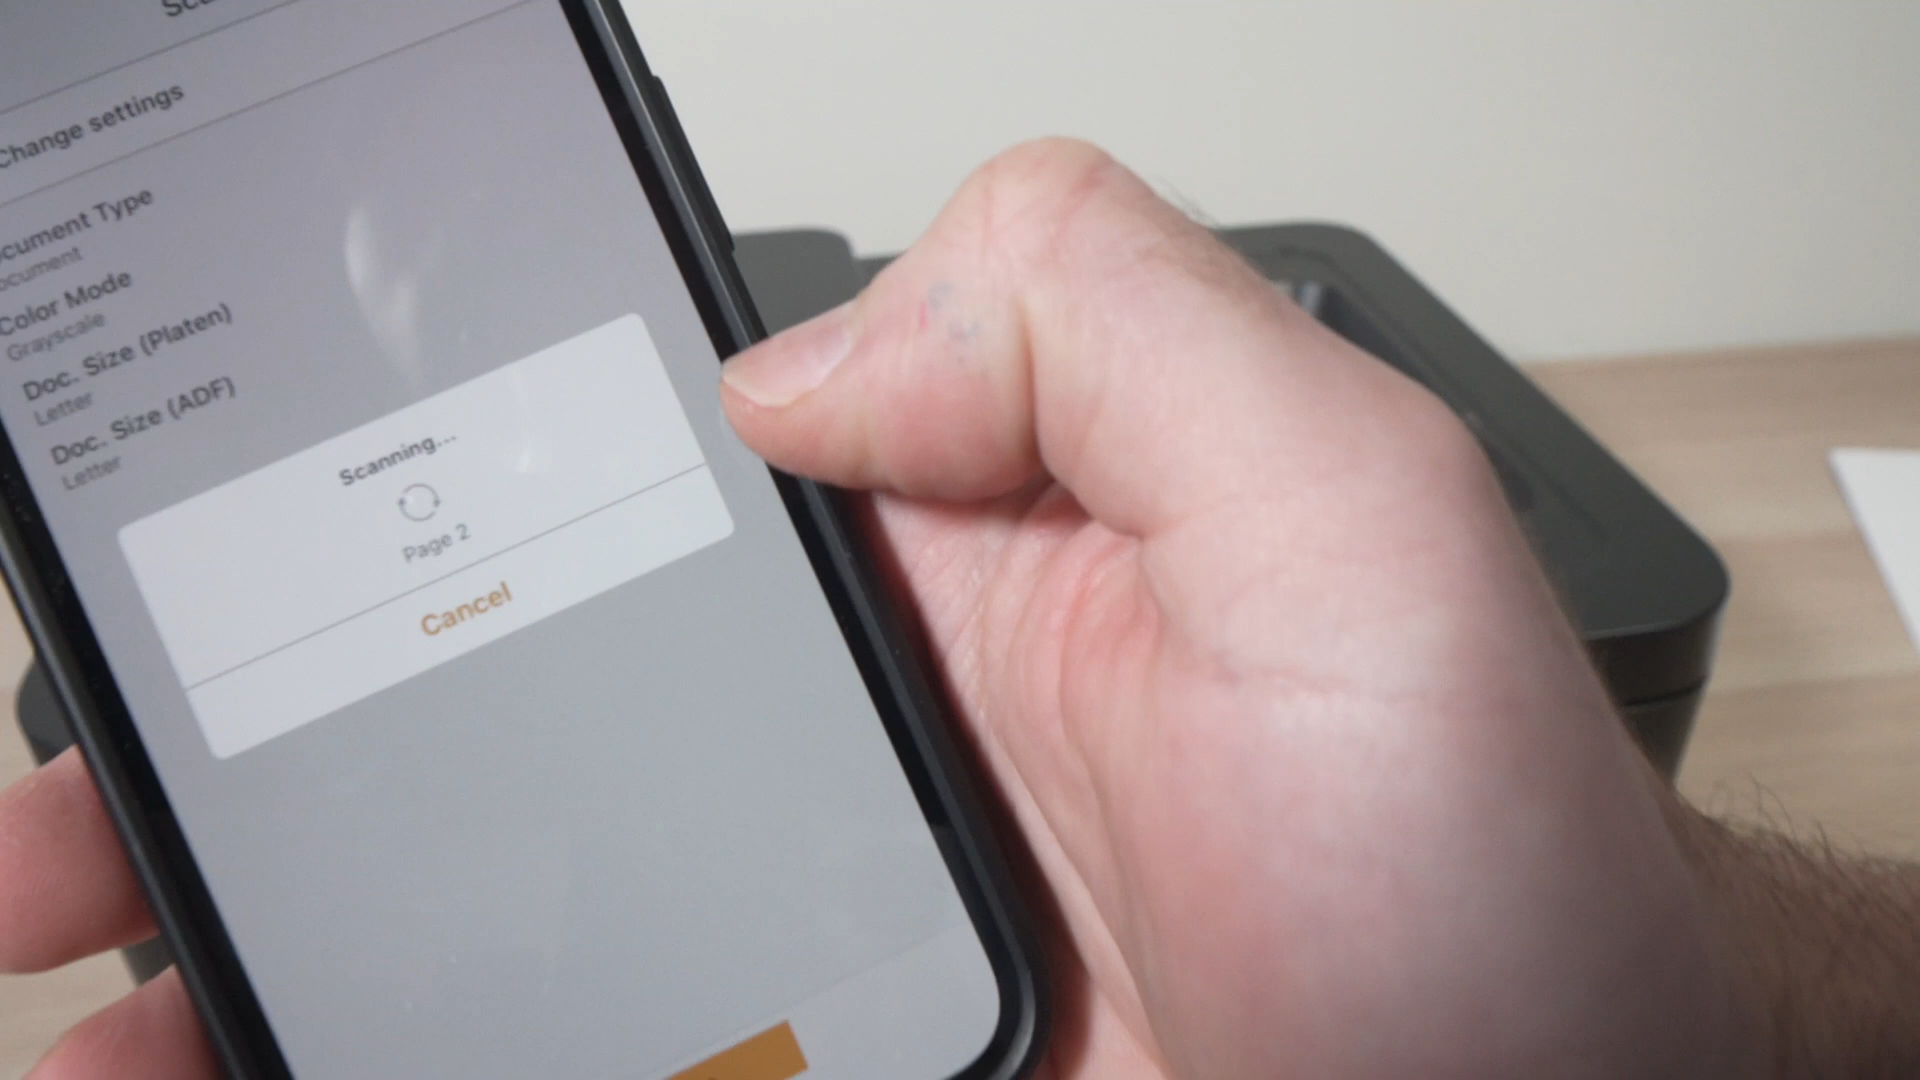 Change settings
Document Type
Document
Color Mode
Grayscale
Doc. Size (Platen)
Letter
Doc. Size (ADF)
Letter
Scanning...
Page 2
Cancel